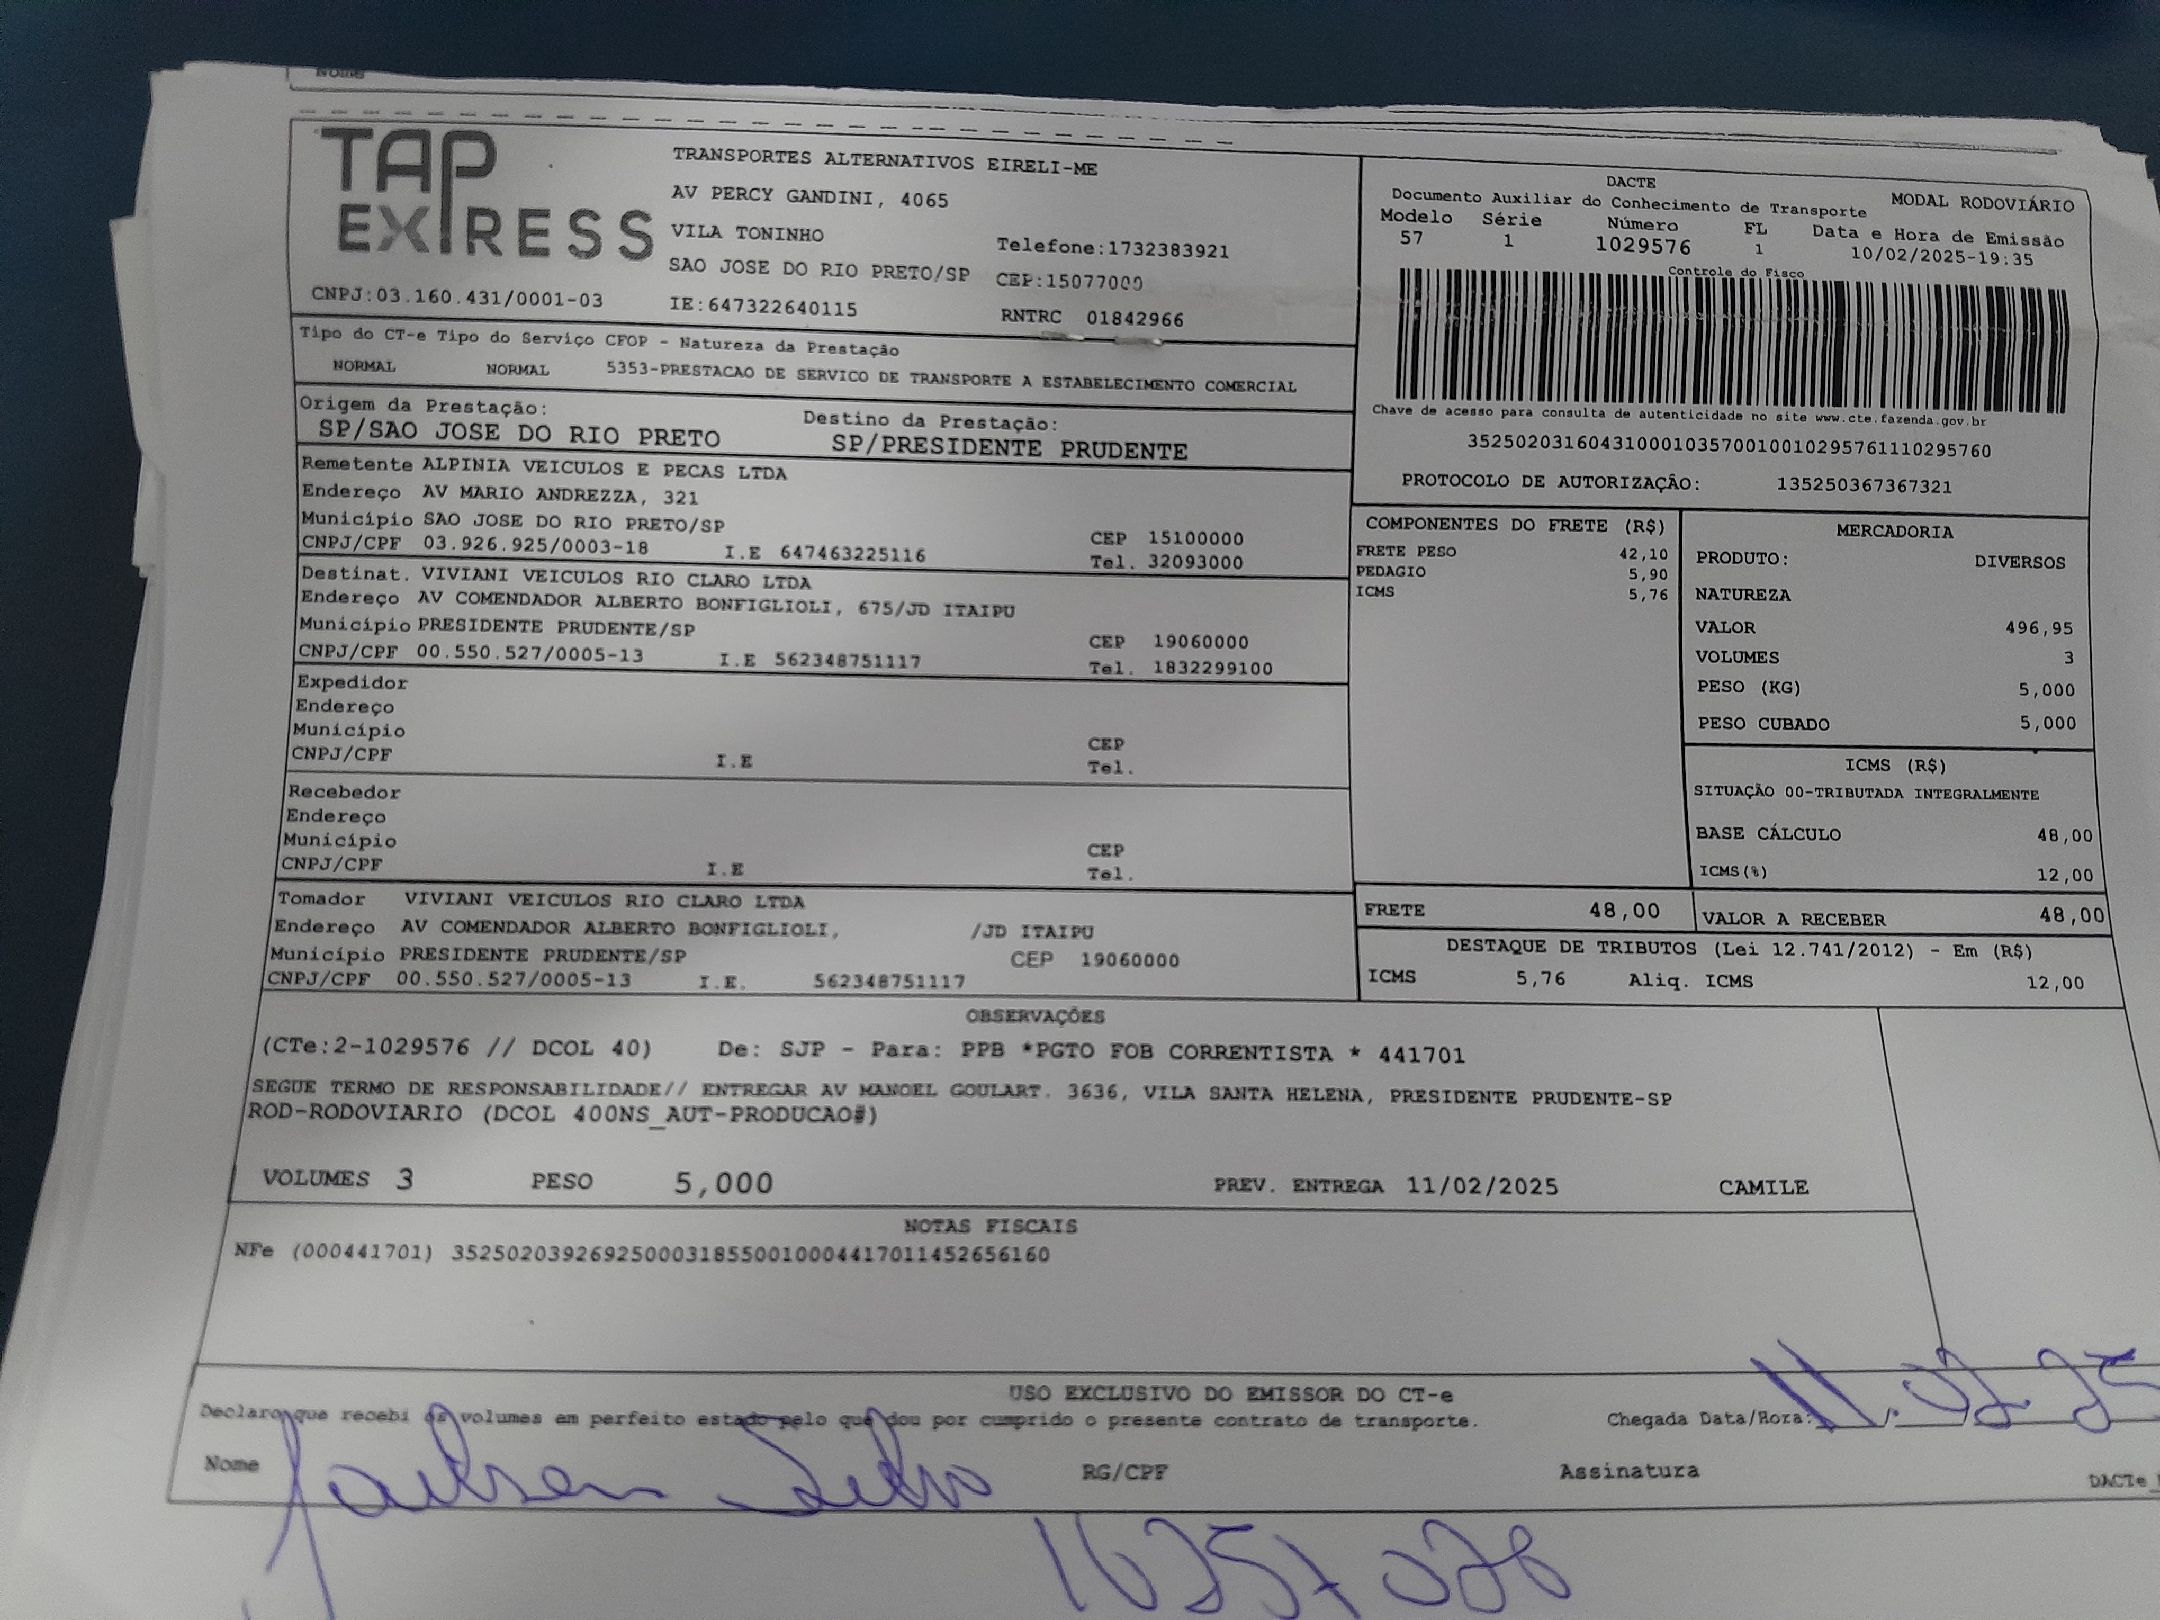 TAP
EXPRESS
CNPJ:03.160.431/0001-03
TRANSPORTES ALTERNATIVOS EIRELI-ME
AV PERCY GANDINI, 4065
VILA TONINHO
Telefone:1732383921
SAO JOSE DO RIO PRETO/SP CEP:15077000
IE:647322640115 RNTRC 01842966
DACTE
Documento Auxiliar do Conhecimento de Transporte MODAL RODOVIÁRIO
Modelo Série Número FL Data e Hora de Emissão
57 1 1029576 1 10/02/2025-19:35
Controle do Fisco
Chave de acesso para consulta de autenticidade no site www.cte.fazenda.gov.br
35250203160431000103570010010295761110295760
PROTOCOLO DE AUTORIZAÇÃO: 135250367367321
Tipo do CT-e Tipo do Serviço CFOP - Natureza da Prestação
NORMAL NORMAL 5353-PRESTACAO DE SERVICO DE TRANSPORTE A ESTABELECIMENTO COMERCIAL
Origem da Prestação: Destino da Prestação:
SP/SAO JOSE DO RIO PRETO SP/PRESIDENTE PRUDENTE
Remetente ALPINIA VEICULOS E PECAS LTDA
Endereço AV MARIO ANDREZZA, 321
Município SAO JOSE DO RIO PRETO/SP CEP 15100000
CNPJ/CPF 03.926.925/0003-18 I.E 647463225116 Tel. 32093000
Destinat. VIVIANI VEICULOS RIO CLARO LTDA
Endereço AV COMENDADOR ALBERTO BONFIGLIOLI, 675/JD ITAIPU
Município PRESIDENTE PRUDENTE/SP CEP 19060000
CNPJ/CPF 00.550.527/0005-13 I.E 562348751117 Tel. 1832299100
Expedidor
Endereço
Município CEP
CNPJ/CPF I.E Tel.
Recebedor
Endereço
Município CEP
CNPJ/CPF I.E Tel.
Tomador VIVIANI VEICULOS RIO CLARO LTDA
Endereço AV COMENDADOR ALBERTO BONFIGLIOLI, /JD ITAIPU
Município PRESIDENTE PRUDENTE/SP CEP 19060000
CNPJ/CPF 00.550.527/0005-13 I.E. 562348751117
COMPONENTES DO FRETE (R$)
FRETE PESO 42,10
PEDAGIO 5,90
ICMS 5,76
MERCADORIA
PRODUTO: DIVERSOS
NATUREZA
VALOR 496,95
VOLUMES 3
PESO (KG) 5,000
PESO CUBADO 5,000
ICMS (R$)
SITUAÇÃO 00-TRIBUTADA INTEGRALMENTE
BASE CÁLCULO 48,00
ICMS(%) 12,00
FRETE 48,00 VALOR A RECEBER 48,00
DESTAQUE DE TRIBUTOS (Lei 12.741/2012) - Em (R$)
ICMS 5,76 Aliq. ICMS 12,00
OBSERVAÇÕES
(CTe:2-1029576 // DCOL 40) De: SJP - Para: PPB *PGTO FOB CORRENTISTA * 441701
SEGUE TERMO DE RESPONSABILIDADE// ENTREGAR AV MANOEL GOULART. 3636, VILA SANTA HELENA, PRESIDENTE PRUDENTE-SP
ROD-RODOVIARIO (DCOL 400NS_AUT-PRODUCAO#)
VOLUMES 3 PESO 5,000 PREV. ENTREGA 11/02/2025 CAMILE
NOTAS FISCAIS
NFe (000441701) 35250203926925000318550010004417011452656160
USO EXCLUSIVO DO EMISSOR DO CT-e
Declaro que recebi os volumes em perfeito estado pelo que dou por cumprido o presente contrato de transporte. Chegada Data/Hora: 11.02.25
Nome RG/CPF Assinatura